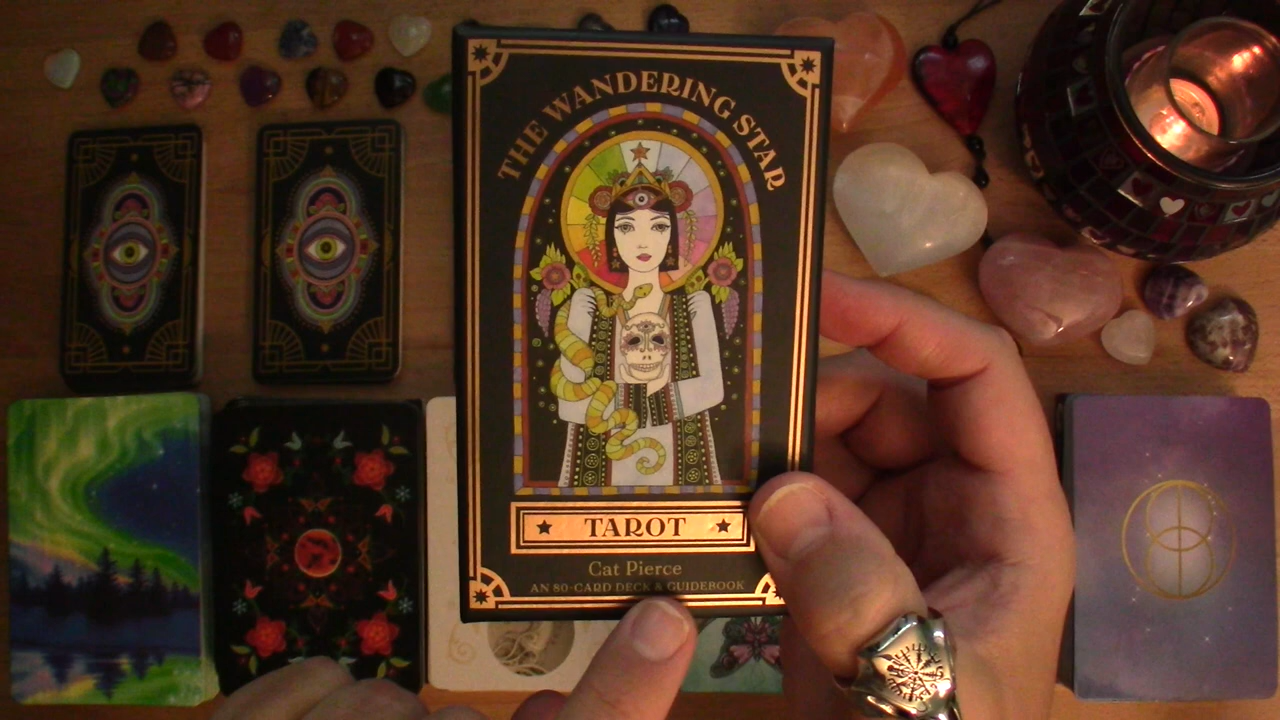 THE WANDERING STAR
TAROT
Cat Pierce
AN 80-CARD DECK & GUIDEBOOK